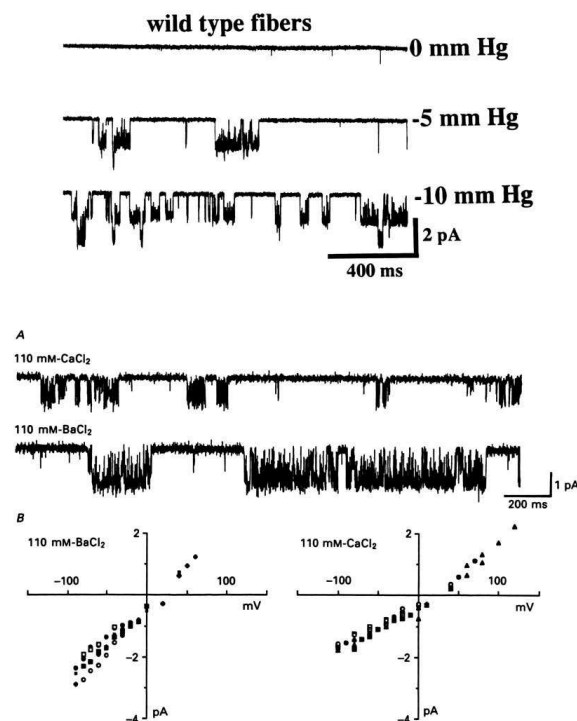 wild type fibers
0 mm Hg
-5 mm Hg
-10 mm Hg
2 pA
400 ms
A
110 mM-CaCl₂
110 mM-BaCl₂
1 pA
200 ms
B
110 mM-BaCl₂
2
-100
100
mV
-2
-4
pA
110 mM-CaCl₂
2
-100
100
mV
-2
-4
pA